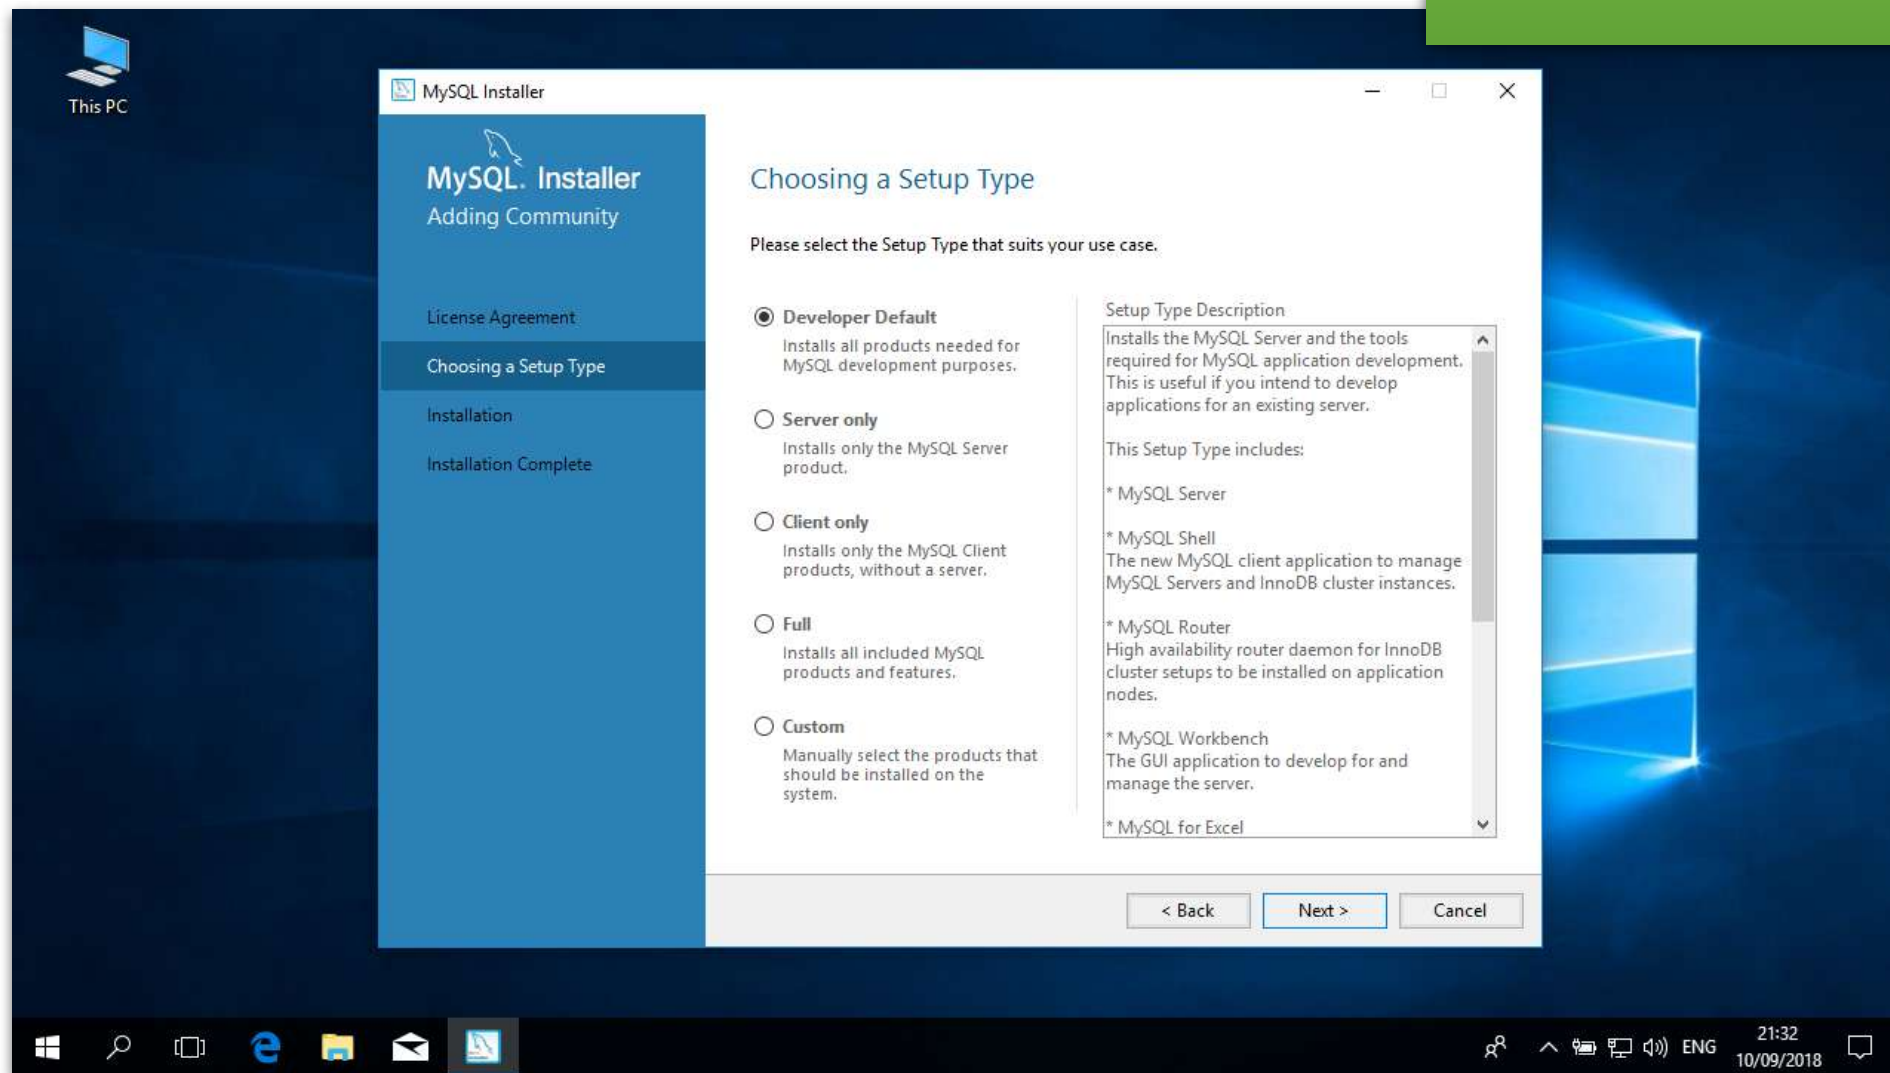 This PC
MySQL Installer
MySQL. Installer
Adding Community
License Agreement
Choosing a Setup Type
Installation
Installation Complete
Choosing a Setup Type
Please select the Setup Type that suits your use case.
Developer Default
Installs all products needed for
MySQL development purposes.
Server only
Installs only the MySQL Server
product.
Client only
Installs only the MySQL Client
products, without a server.
Full
Installs all included MySQL
products and features.
Custom
Manually select the products that
should be installed on the
system.
Setup Type Description
Installs the MySQL Server and the tools
required for MySQL application development.
This is useful if you intend to develop
applications for an existing server.
This Setup Type includes:
* MySQL Server
* MySQL Shell
The new MySQL client application to manage
MySQL Servers and InnoDB cluster instances.
* MySQL Router
High availability router daemon for InnoDB
cluster setups to be installed on application
nodes.
* MySQL Workbench
The GUI application to develop for and
manage the server.
* MySQL for Excel
< Back
Next >
Cancel
ENG
21:32
10/09/2018